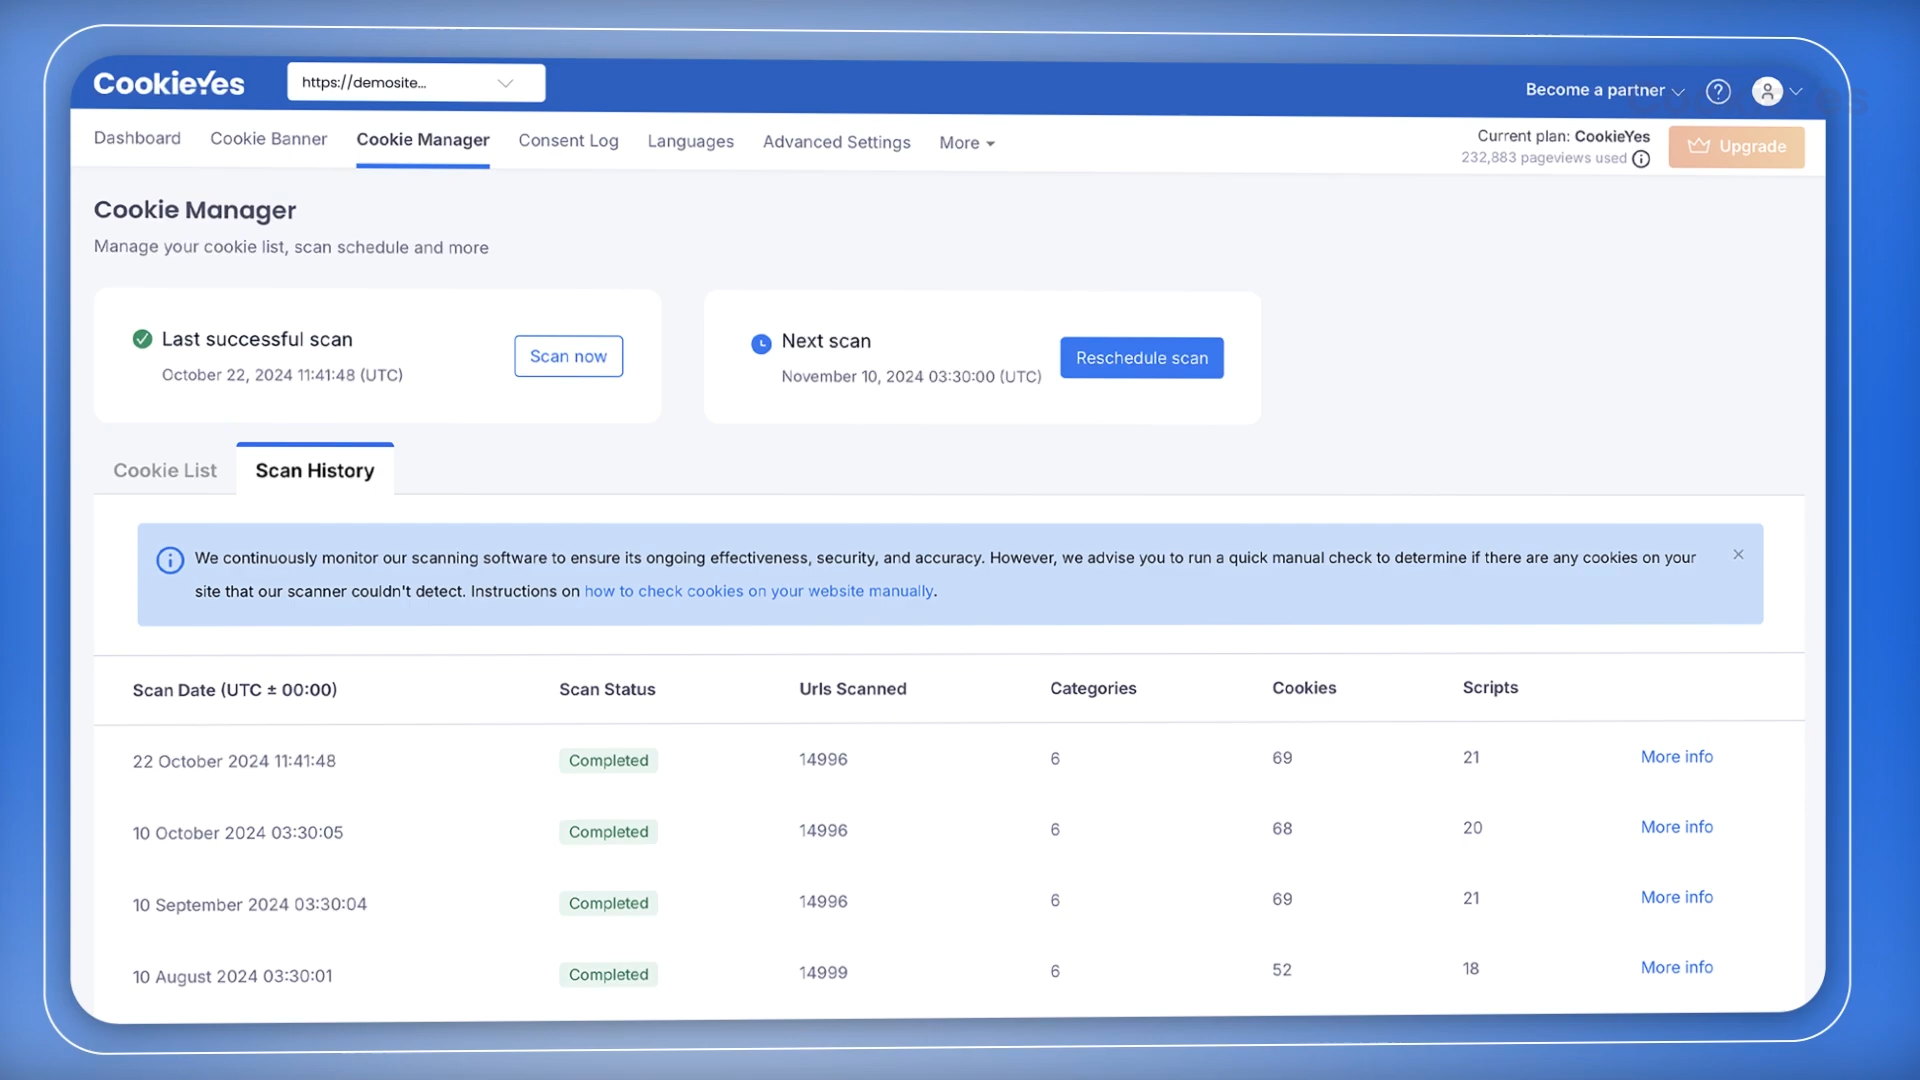 CookieYes
https://demosite...
Become a partner
Dashboard Cookie Banner Cookie Manager Consent Log Languages Advanced Settings More
Current plan: CookieYes
232,883 pageviews used
Upgrade
Cookie Manager
Manage your cookie list, scan schedule and more
Last successful scan
October 22, 2024 11:41:48 (UTC)
Scan now
Next scan
November 10, 2024 03:30:00 (UTC)
Reschedule scan
Cookie List Scan History
We continuously monitor our scanning software to ensure its ongoing effectiveness, security, and accuracy. However, we advise you to run a quick manual check to determine if there are any cookies on your
site that our scanner couldn't detect. Instructions on how to check cookies on your website manually.
Scan Date (UTC ± 00:00) Scan Status Urls Scanned Categories Cookies Scripts
22 October 2024 11:41:48 Completed 14996 6 69 21 More info
10 October 2024 03:30:05 Completed 14996 6 68 20 More info
10 September 2024 03:30:04 Completed 14996 6 69 21 More info
10 August 2024 03:30:01 Completed 14999 6 52 18 More info